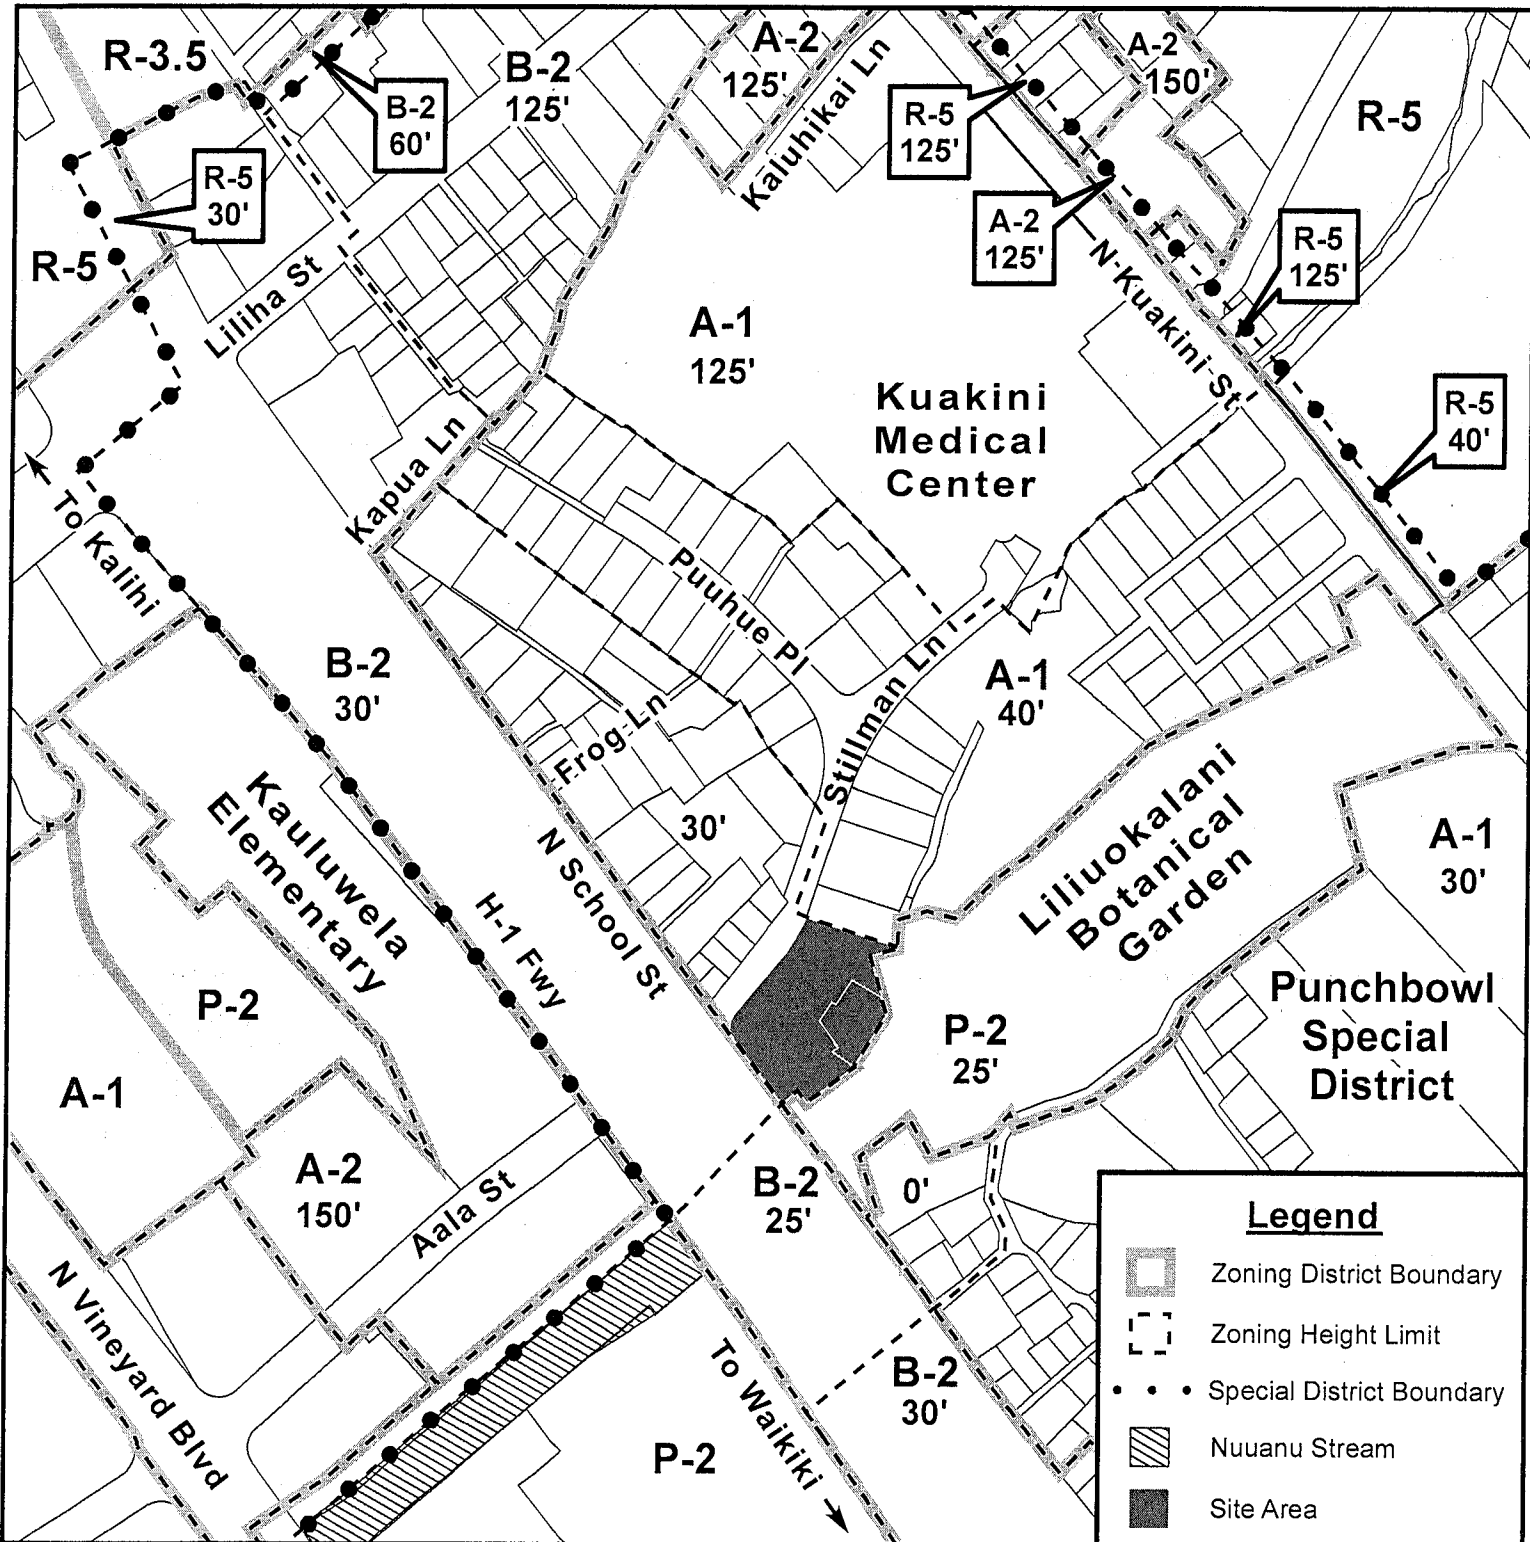 R-3.5
B-2
125'
A-2
125'
Kaluhikai Ln
A-2
150'
R-5
B-2
60'
R-5
125'
R-5
30'
A-2
125'
R-5
125'
R-5
Liliha St
N Kuakini St
A-1
125'
Kuakini
Medical
Center
R-5
40'
Kapua Ln
To Kalihi
Puuhue Pl
B-2
30'
Stillman Ln
A-1
40'
Frog Ln
Kauluwela
Elementary
30'
N School St
H-1 Fwy
Liliuokalani
Botanical
Garden
A-1
30'
P-2
P-2
25'
Punchbowl
Special
District
A-1
A-2
150'
Aala St
B-2
25'
0'
N Vineyard Blvd
To Waikiki
B-2
30'
P-2
Legend
Zoning District Boundary
Zoning Height Limit
Special District Boundary
Nuuanu Stream
Site Area